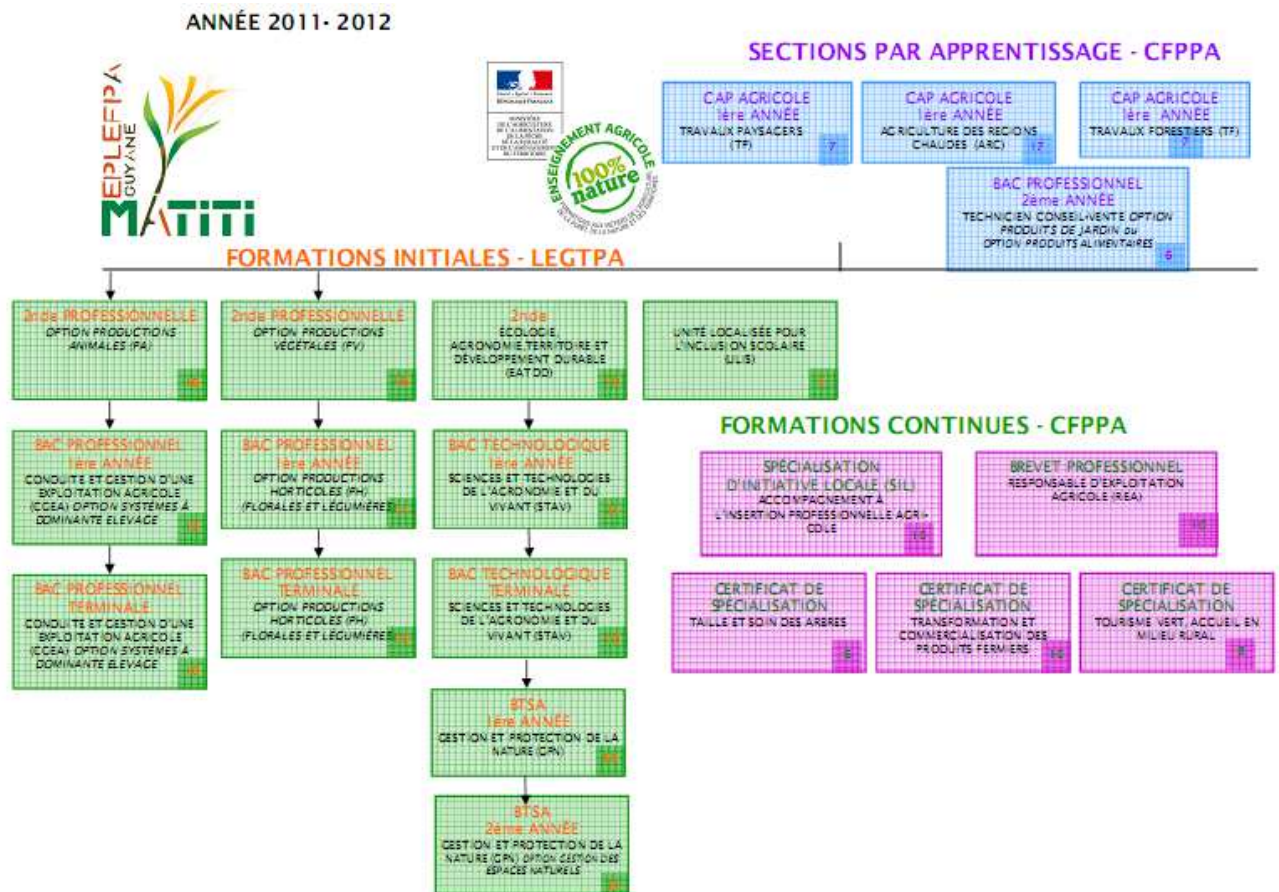 ANNÉE 2011- 2012
EPLEFPA
GUYANE
MATITI
ENSEIGNEMENT AGRICOLE
100%
nature
SECTIONS PAR APPRENTISSAGE - CFPPA
CAP AGRICOLE
1ère ANNÉE
TRAVAUX PAYSAGERS
(TF)
7
CAP AGRICOLE
1ère ANNÉE
AGRICULTURE DES REGIONS
CHAUDES (ARC)
17
CAP AGRICOLE
1ère ANNÉE
TRAVAUX FORESTIERS (TF)
7
BAC PROFESSIONNEL
2ème ANNÉE
TECHNICIEN CONSEIL-VENTE OPTION
PRODUITS DE JARDIN ou
OPTION PRODUITS ALIMENTAIRES
6
FORMATIONS INITIALES - LEGTPA
2nde PROFESSIONNELLE
OPTION PRODUCTIONS
ANIMALES (PA)
2nde PROFESSIONNELLE
OPTION PRODUCTIONS
VÉGÉTALES (PV)
2nde
ÉCOLOGIE,
AGRONOMIE,TERRITOIRE ET
DÉVELOPPEMENT DURABLE
(EATDD)
UNITÉ LOCALISÉE POUR
L'INCLUSION SCOLAIRE
(ULIS)
BAC PROFESSIONNEL
1ère ANNÉE
CONDUITE ET GESTION D'UNE
EXPLOITATION AGRICOLE
(CGEA) OPTION SYSTÈMES À
DOMINANTE ELEVAGE
BAC PROFESSIONNEL
1ère ANNÉE
OPTION PRODUCTIONS
HORTICOLES (PH)
(FLORALES ET LÉGUMIÈRES)
BAC TECHNOLOGIQUE
1ère ANNÉE
SCIENCES ET TECHNOLOGIES
DE L'AGRONOMIE ET DU
VIVANT (STAV)
BAC PROFESSIONNEL
TERMINALE
CONDUITE ET GESTION D'UNE
EXPLOITATION AGRICOLE
(CGEA) OPTION SYSTÈMES À
DOMINANTE ELEVAGE
BAC PROFESSIONNEL
TERMINALE
OPTION PRODUCTIONS
HORTICOLES (PH)
(FLORALES ET LÉGUMIÈRES)
BAC TECHNOLOGIQUE
TERMINALE
SCIENCES ET TECHNOLOGIES
DE L'AGRONOMIE ET DU
VIVANT (STAV)
BTSA
1ère ANNÉE
GESTION ET PROTECTION DE LA
NATURE (GPN)
BTSA
2ème ANNÉE
GESTION ET PROTECTION DE LA
NATURE (GPN) OPTION GESTION DES
ESPACES NATURELS
FORMATIONS CONTINUES - CFPPA
SPÉCIALISATION
D'INITIATIVE LOCALE (SIL)
ACCOMPAGNEMENT À
L'INSERTION PROFESSIONNELLE AGRI-
COLE
10
BREVET PROFESSIONNEL
RESPONSABLE D'EXPLOITATION
AGRICOLE (REA)
CERTIFICAT DE
SPÉCIALISATION
TAILLE ET SOIN DES ARBRES
CERTIFICAT DE
SPÉCIALISATION
TRANSFORMATION ET
COMMERCIALISATION DES
PRODUITS FERMIERS
CERTIFICAT DE
SPÉCIALISATION
TOURISME VERT, ACCUEIL EN
MILIEU RURAL